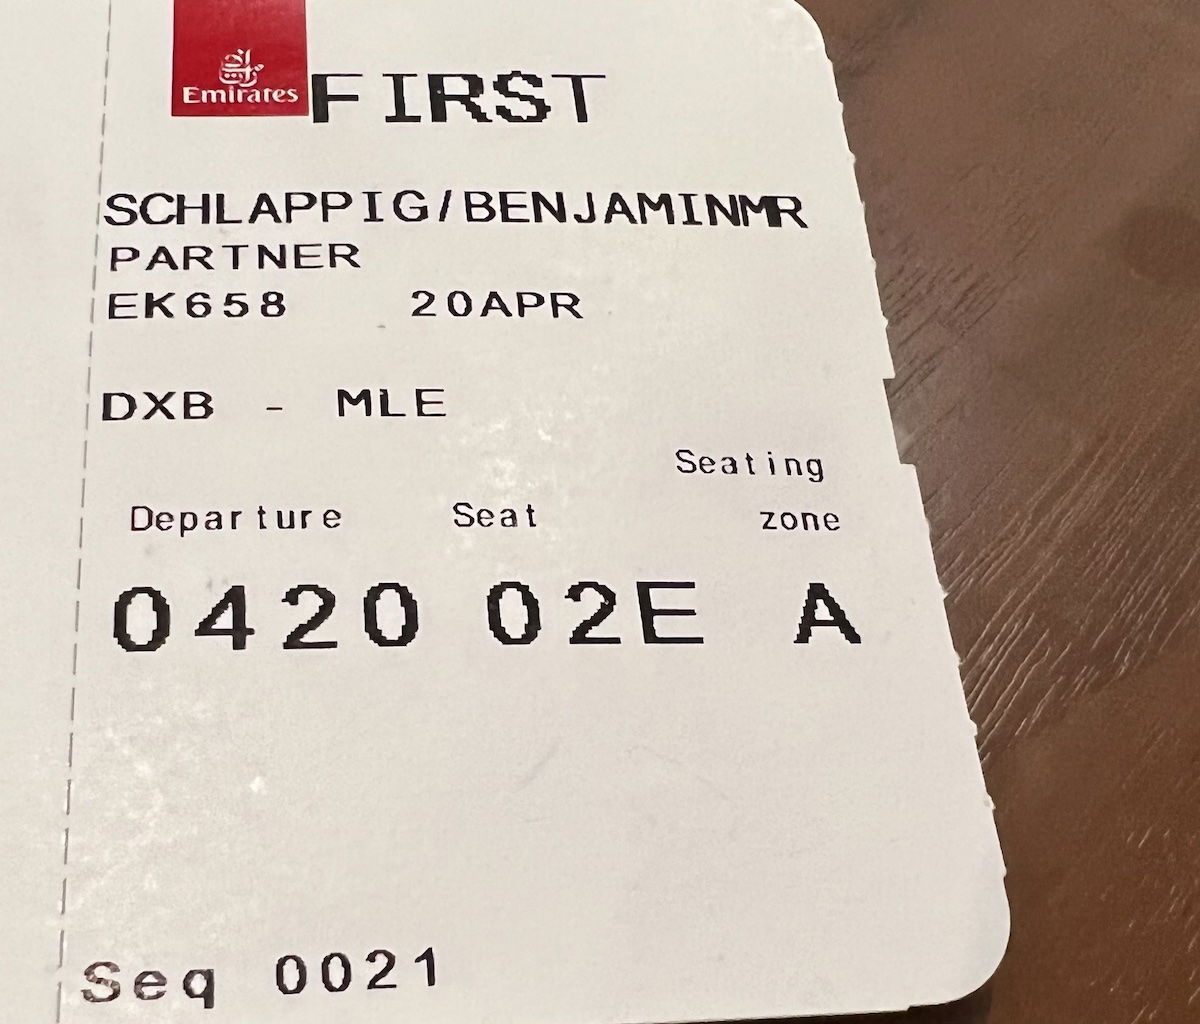 Emirates FIRST
SCHLAPPIG/BENJAMINMR
PARTNER
EK658 20APR
DXB - MLE
Seating
Departure Seat zone
0420 02E A
Seq 0021